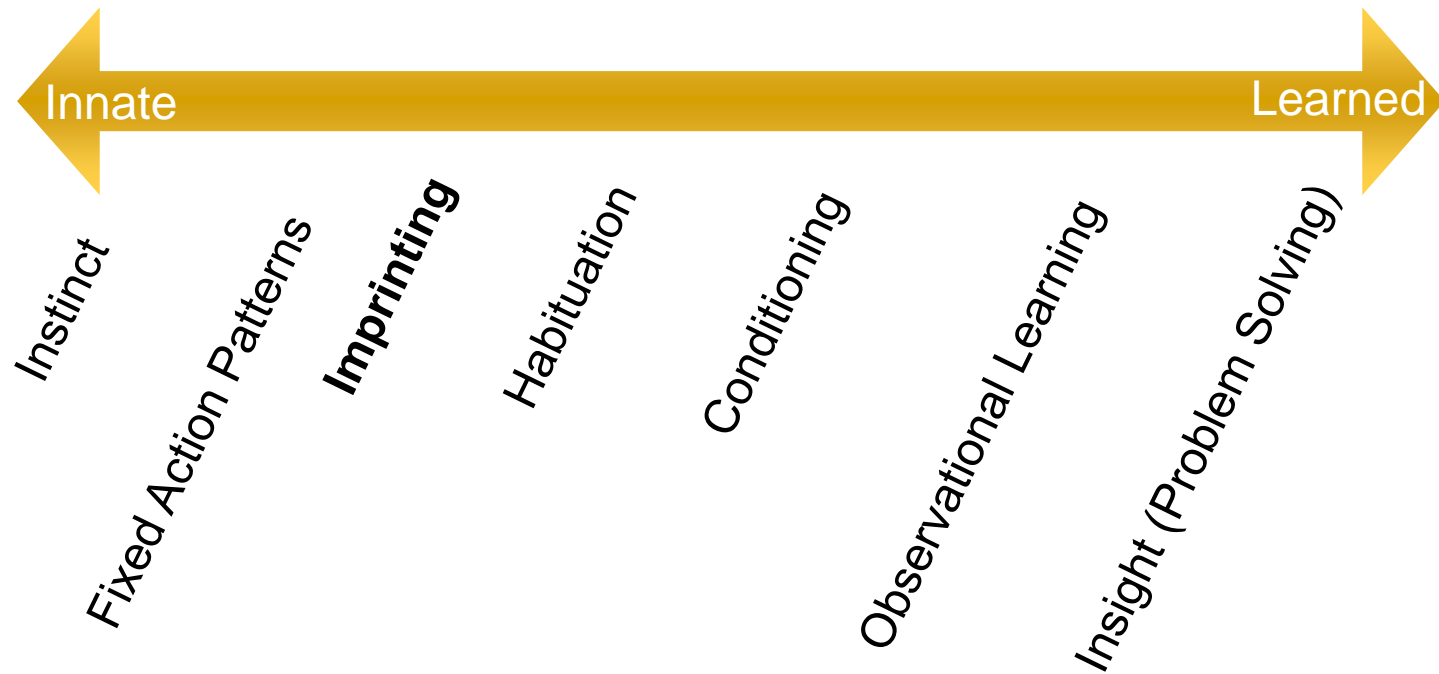 Innate
Learned
Instinct
Fixed Action Patterns
Imprinting
Habituation
Conditioning
Observational Learning
Insight (Problem Solving)